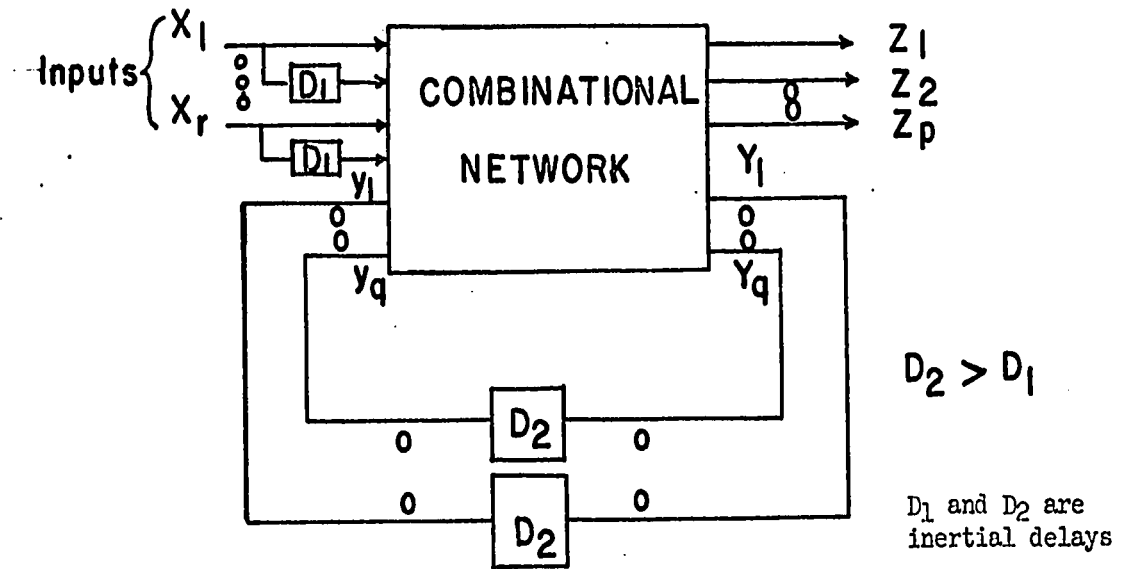 X1
Inputs
Xr
D1
D1
COMBINATIONAL
NETWORK
Z1
Z2
Zp
y1
yq
Y1
Yq
D2
D2
D2 > D1
D1 and D2 are
inertial delays